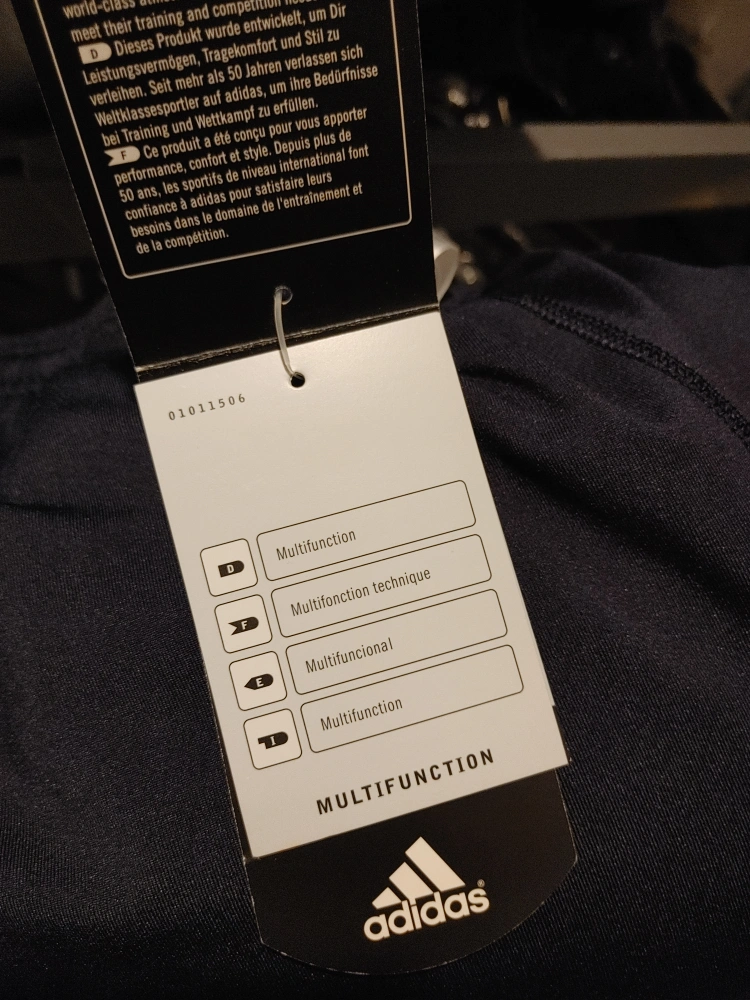 world-class
meet their training and competition
D Dieses Produkt wurde entwickelt, um Dir
Leistungsvermögen, Tragekomfort und Stil zu
verleihen. Seit mehr als 50 Jahren verlassen sich
Weltklassesportler auf adidas, um ihre Bedürfnisse
bei Training und Wettkampf zu erfüllen.
F Ce produit a été conçu pour vous apporter
performance, confort et style. Depuis plus de
50 ans, les sportifs de niveau international font
confiance à adidas pour satisfaire leurs
besoins dans le domaine de l'entraînement et
de la compétition.
01011506
D Multifunction
F Multifonction technique
E Multifuncional
I Multifunction
MULTIFUNCTION
adidas®